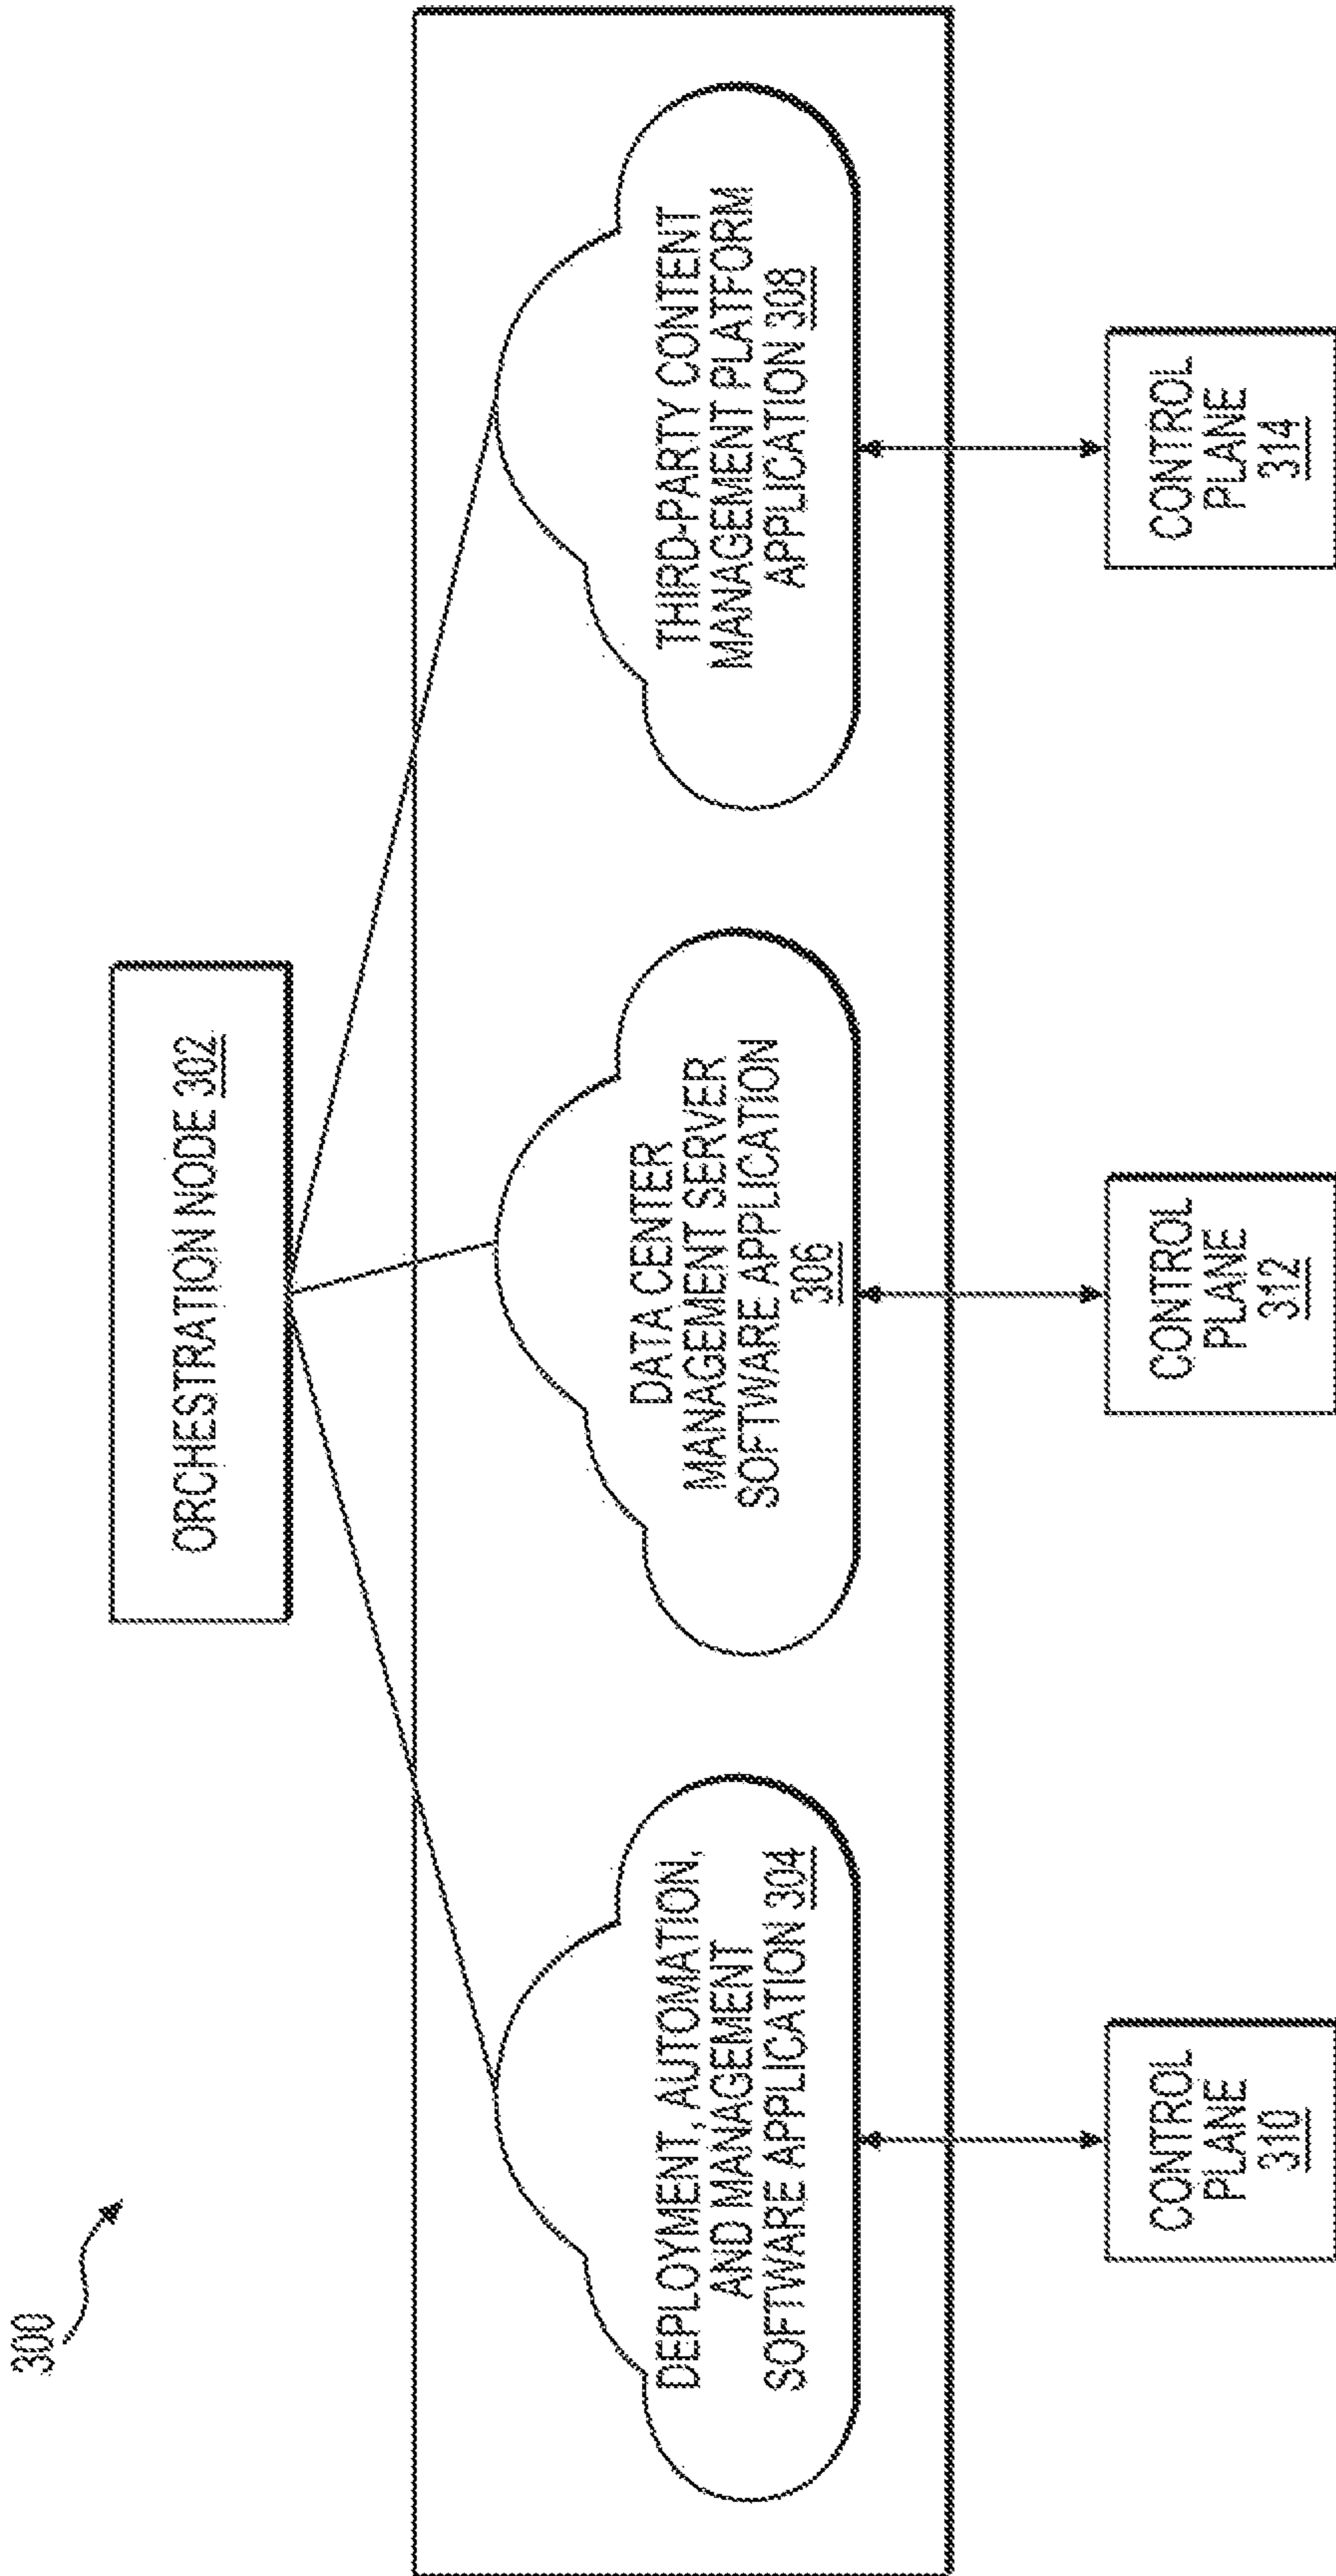 300
ORCHESTRATION NODE 302
DEPLOYMENT, AUTOMATION,
AND MANAGEMENT
SOFTWARE APPLICATION 304
DATA CENTER
MANAGEMENT SERVER
SOFTWARE APPLICATION
306
THIRD-PARTY CONTENT
MANAGEMENT PLATFORM
APPLICATION 308
CONTROL
PLANE
310
CONTROL
PLANE
312
CONTROL
PLANE
314